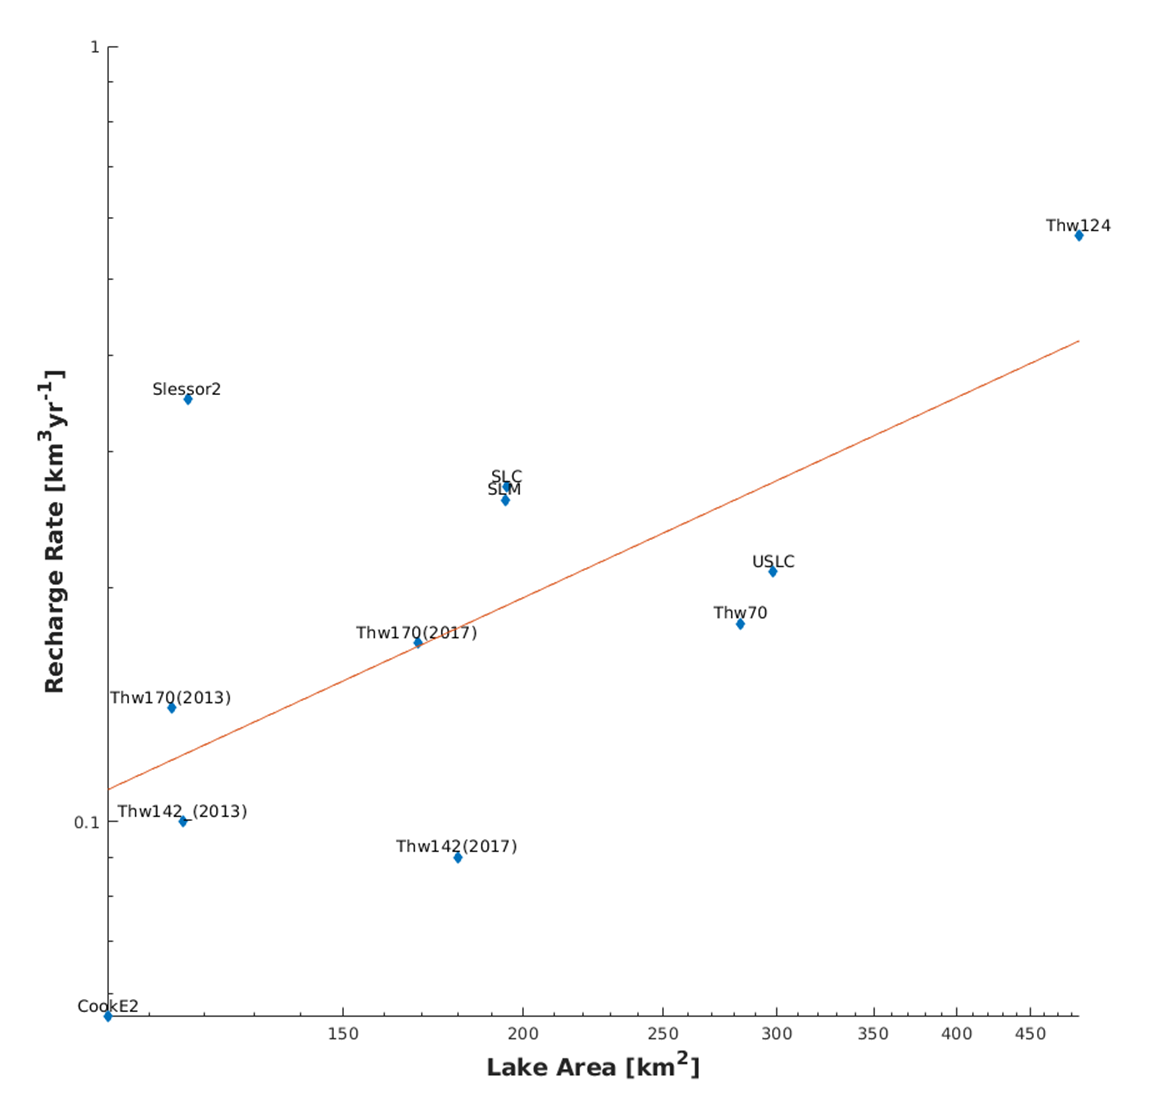 1
Thw124
Slessor2
SLC
SLM
USLC
Thw70
Thw170(2017)
Thw170(2013)
Thw142_(2013)
0.1
Thw142(2017)
CookE2
150 200 250 300 350 400 450
Lake Area [km²]
Recharge Rate [km³yr⁻¹]